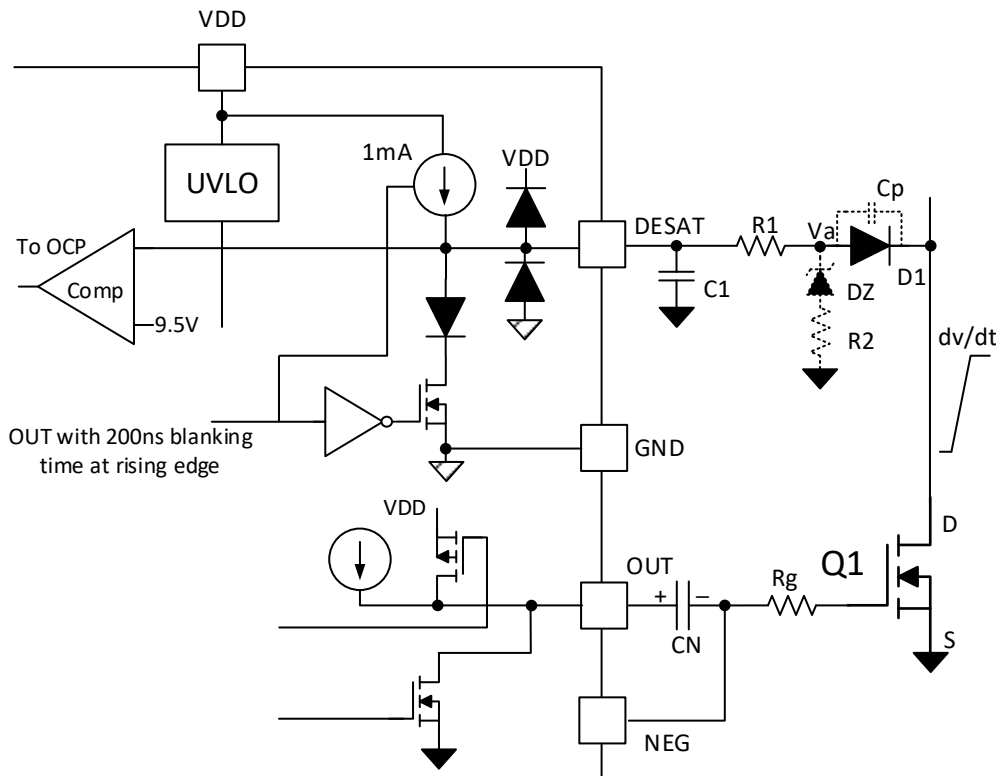 VDD
1mA
VDD
UVLO
Cp
DESAT
R1
Va
D1
To OCP
Comp
C1
DZ
9.5V
R2
dv/dt
OUT with 200ns blanking
time at rising edge
GND
VDD
D
OUT
Q1
Rg
+
–
CN
S
NEG